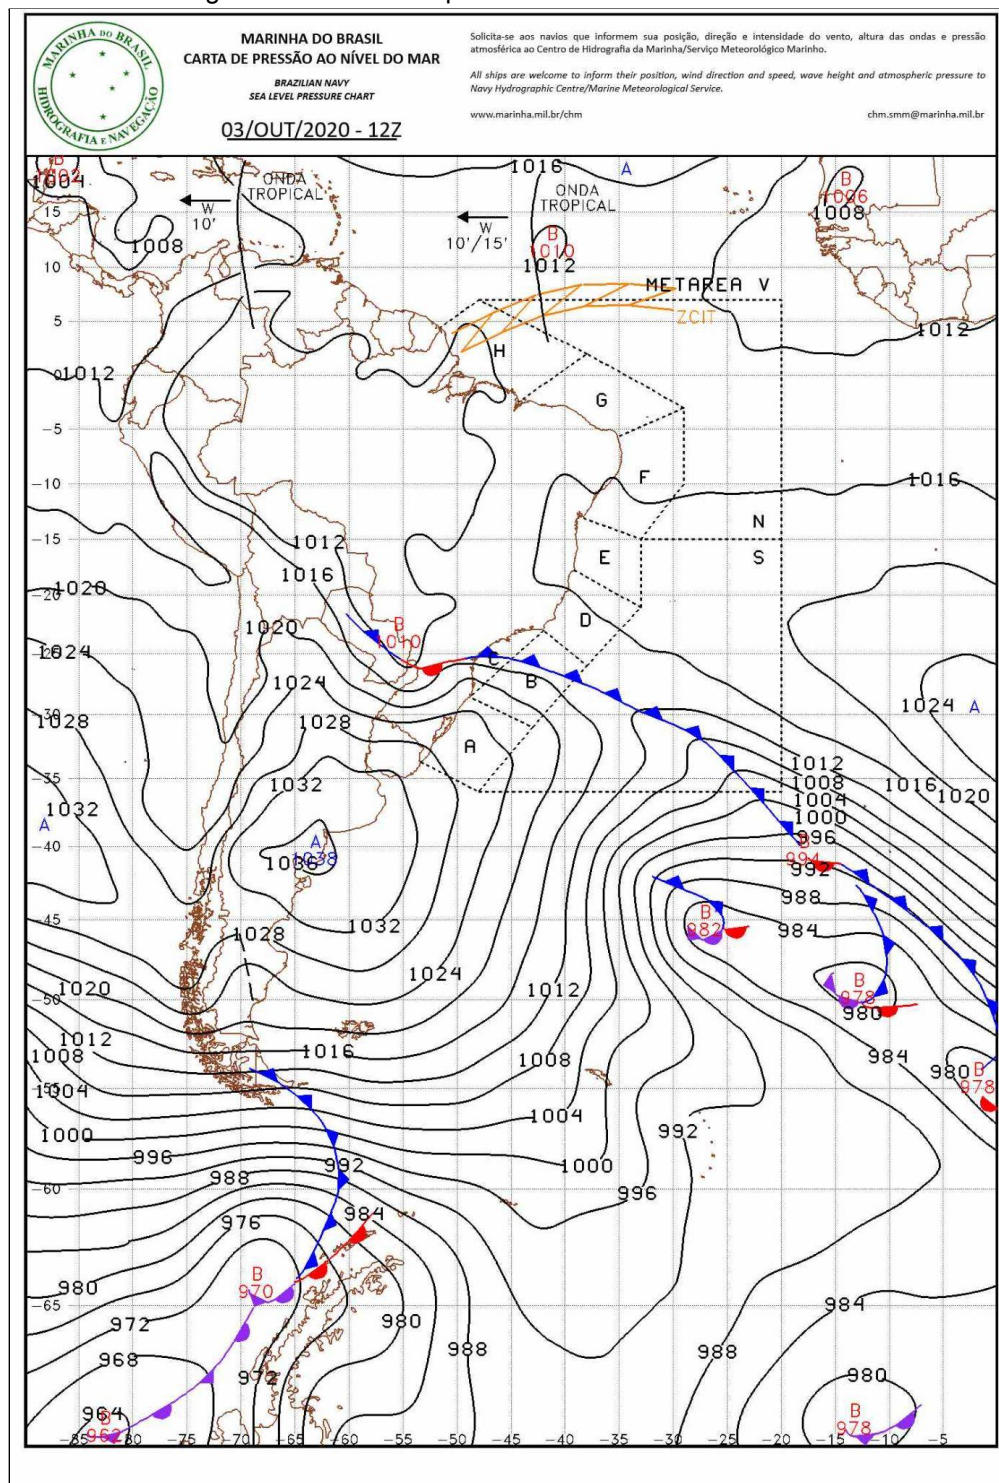 MARINHA DO BRASIL
HIDROGRAFIA E NAVEGAÇÃO
MARINHA DO BRASIL
CARTA DE PRESSÃO AO NÍVEL DO MAR
BRAZILIAN NAVY
SEA LEVEL PRESSURE CHART
03/OUT/2020 - 12Z
Solicita-se aos navios que informem sua posição, direção e intensidade do vento, altura das ondas e pressão
atmosférica ao Centro de Hidrografia da Marinha/Serviço Meteorológico Marinho.
All ships are welcome to inform their position, wind direction and speed, wave height and atmospheric pressure to
Navy Hydrographic Centre/Marine Meteorological Service.
www.marinha.mil.br/chm
chm.smm@marinha.mil.br
B
1002
1004
1016
A
ONDA
TROPICAL
ONDA
TROPICAL
B
1006
1008
15
W
10'
W
10'/15'
1008
B
1010
1012
10
METAREA V
5
ZCIT
1012
H
0
1012
G
-5
F
-10
1016
N
1012
-15
E
S
1016
1020
-20
D
1020
B
1010
1024
-25
C
1024
B
1024
A
1028
-30
1028
A
1012
-35
1032
1008
1016
1020
1032
1004
A
1000
996
-40
A
1038
1036
B
994
992
988
-45
B
982
1032
984
1028
1024
1012
B
978
1020
-50
980
1012
1016
1008
1008
984
980
B
978
1004
-55
1004
1000
992
996
992
1000
988
-60
996
984
976
B
970
980
-65
984
972
980
988
988
968
972
980
964
B
962
B
978
-85 -80 -75 -70 -65 -60 -55 -50 -45 -40 -35 -30 -25 -20 -15 -10 -5